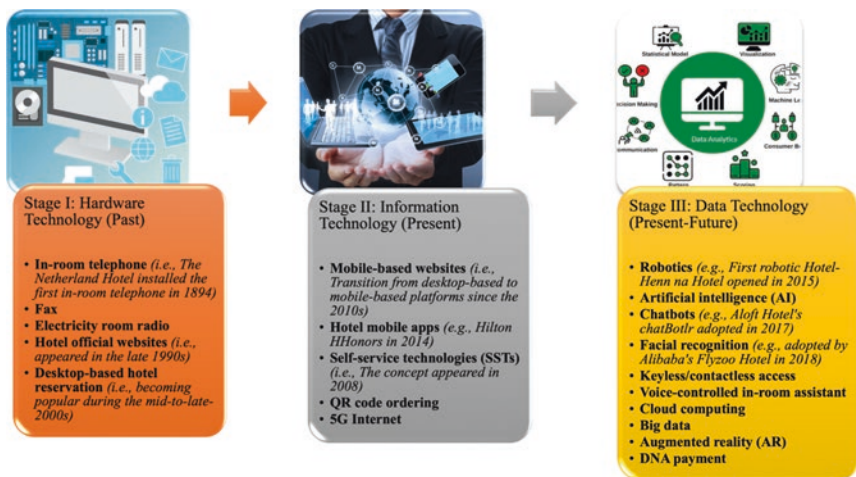 Statistical Model
Visualization
Decision Making
Machine Le
Data Analytics
Communication
Consumer B
Scoring
Stage I: Hardware
Technology (Past)
• In-room telephone (i.e., The
Netherland Hotel installed the
first in-room telephone in 1894)
• Fax
• Electricity room radio
• Hotel official websites (i.e.,
appeared in the late 1990s)
• Desktop-based hotel
reservation (i.e., becoming
popular during the mid-to-late-
2000s)
Stage II: Information
Technology (Present)
• Mobile-based websites (i.e.,
Transition from desktop-based to
mobile-based platforms since the
2010s)
• Hotel mobile apps (e.g., Hilton
HHonors in 2014)
• Self-service technologies (SSTs)
(i.e., The concept appeared in
2008)
• QR code ordering
• 5G Internet
Stage III: Data Technology
(Present-Future)
• Robotics (e.g., First robotic Hotel-
Henn na Hotel opened in 2015)
• Artificial intelligence (AI)
• Chatbots (e.g., Aloft Hotel's
chatBotlr adopted in 2017)
• Facial recognition (e.g., adopted by
Alibaba's Flyzoo Hotel in 2018)
• Keyless/contactless access
• Voice-controlled in-room assistant
• Cloud computing
• Big data
• Augmented reality (AR)
• DNA payment